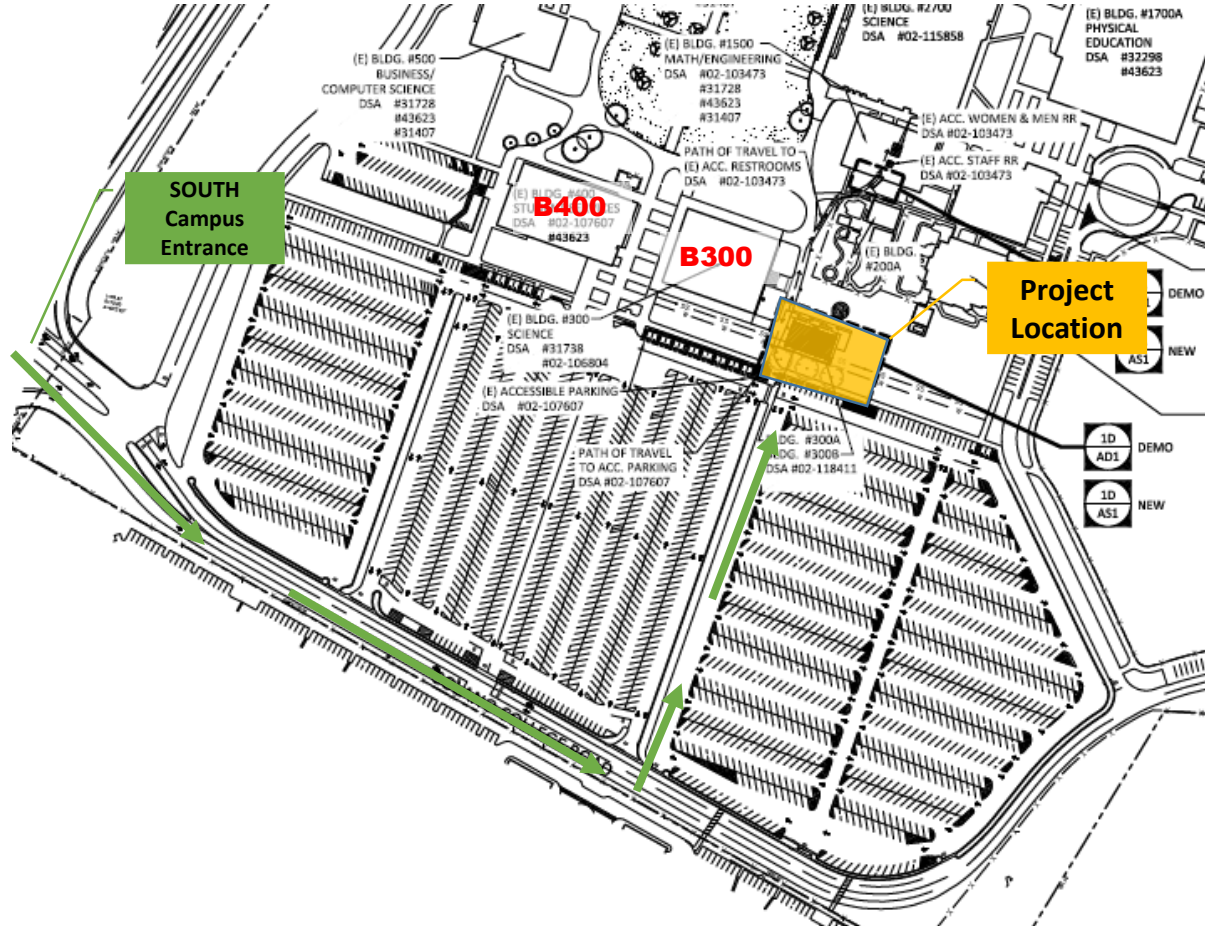 (E) BLDG. #2700
SCIENCE
DSA #02-115858
(E) BLDG. #1700A
PHYSICAL
EDUCATION
DSA #32298
#43623
(E) BLDG. #500
BUSINESS/
COMPUTER SCIENCE
DSA #31728
#43623
#31407
(E) BLDG. #1500
MATH/ENGINEERING
DSA #02-103473
#31728
#43623
#31407
(E) ACC. WOMEN & MEN RR
DSA #02-103473
(E) ACC. STAFF RR
DSA #02-103473
PATH OF TRAVEL TO
(E) ACC. RESTROOMS
DSA #02-103473
SOUTH
Campus
Entrance
(E) BLDG. #400
DSA #02-107607
#43623
B400
B300
(E) BLDG.
#200A
Project
Location
DEMO
NEW
AS1
(E) BLDG. #300
SCIENCE
DSA #31738
#02-106804
(E) ACCESSIBLE PARKING
DSA #02-107607
PATH OF TRAVEL
TO ACC. PARKING
DSA #02-107607
BLDG. #300A
BLDG. #300B
DSA #02-118411
1D
AD1
DEMO
1D
AS1
NEW
COLLEGE ROAD